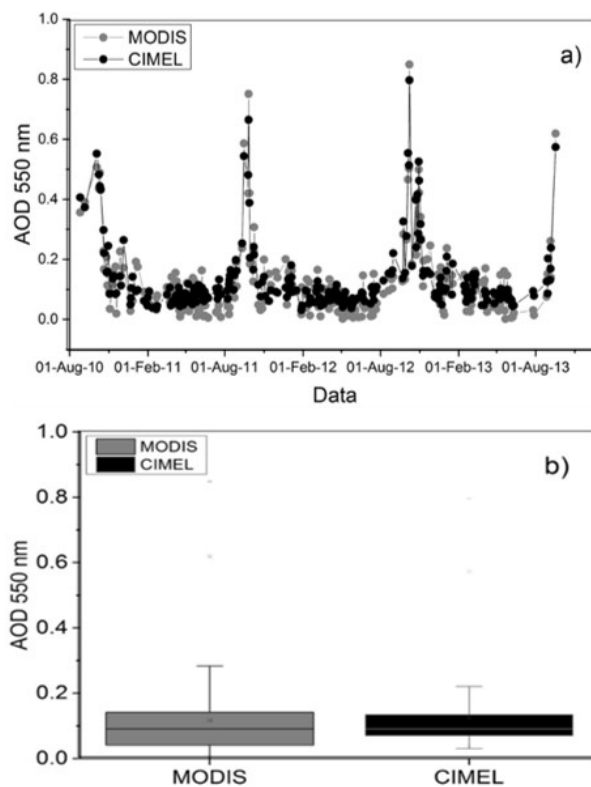 1.0
MODIS
CIMEL
a)
0.8
0.6
0.4
0.2
0.0
AOD 550 nm
01-Aug-10 01-Feb-11 01-Aug-11 01-Feb-12 01-Aug-12 01-Feb-13 01-Aug-13
Data
1.0
MODIS
CIMEL
b)
0.8
0.6
0.4
0.2
0.0
AOD 550 nm
MODIS CIMEL